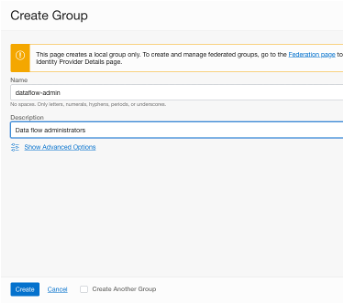 Create Group
This page creates a local group only. To create and manage federated groups, go to the Federation page to
Identity Provider Details page.
Name
dataflow-admin
No spaces. Only letters, numerals, hyphens, periods, or underscores.
Description
Data flow administrators
Show Advanced Options
Create Cancel Create Another Group